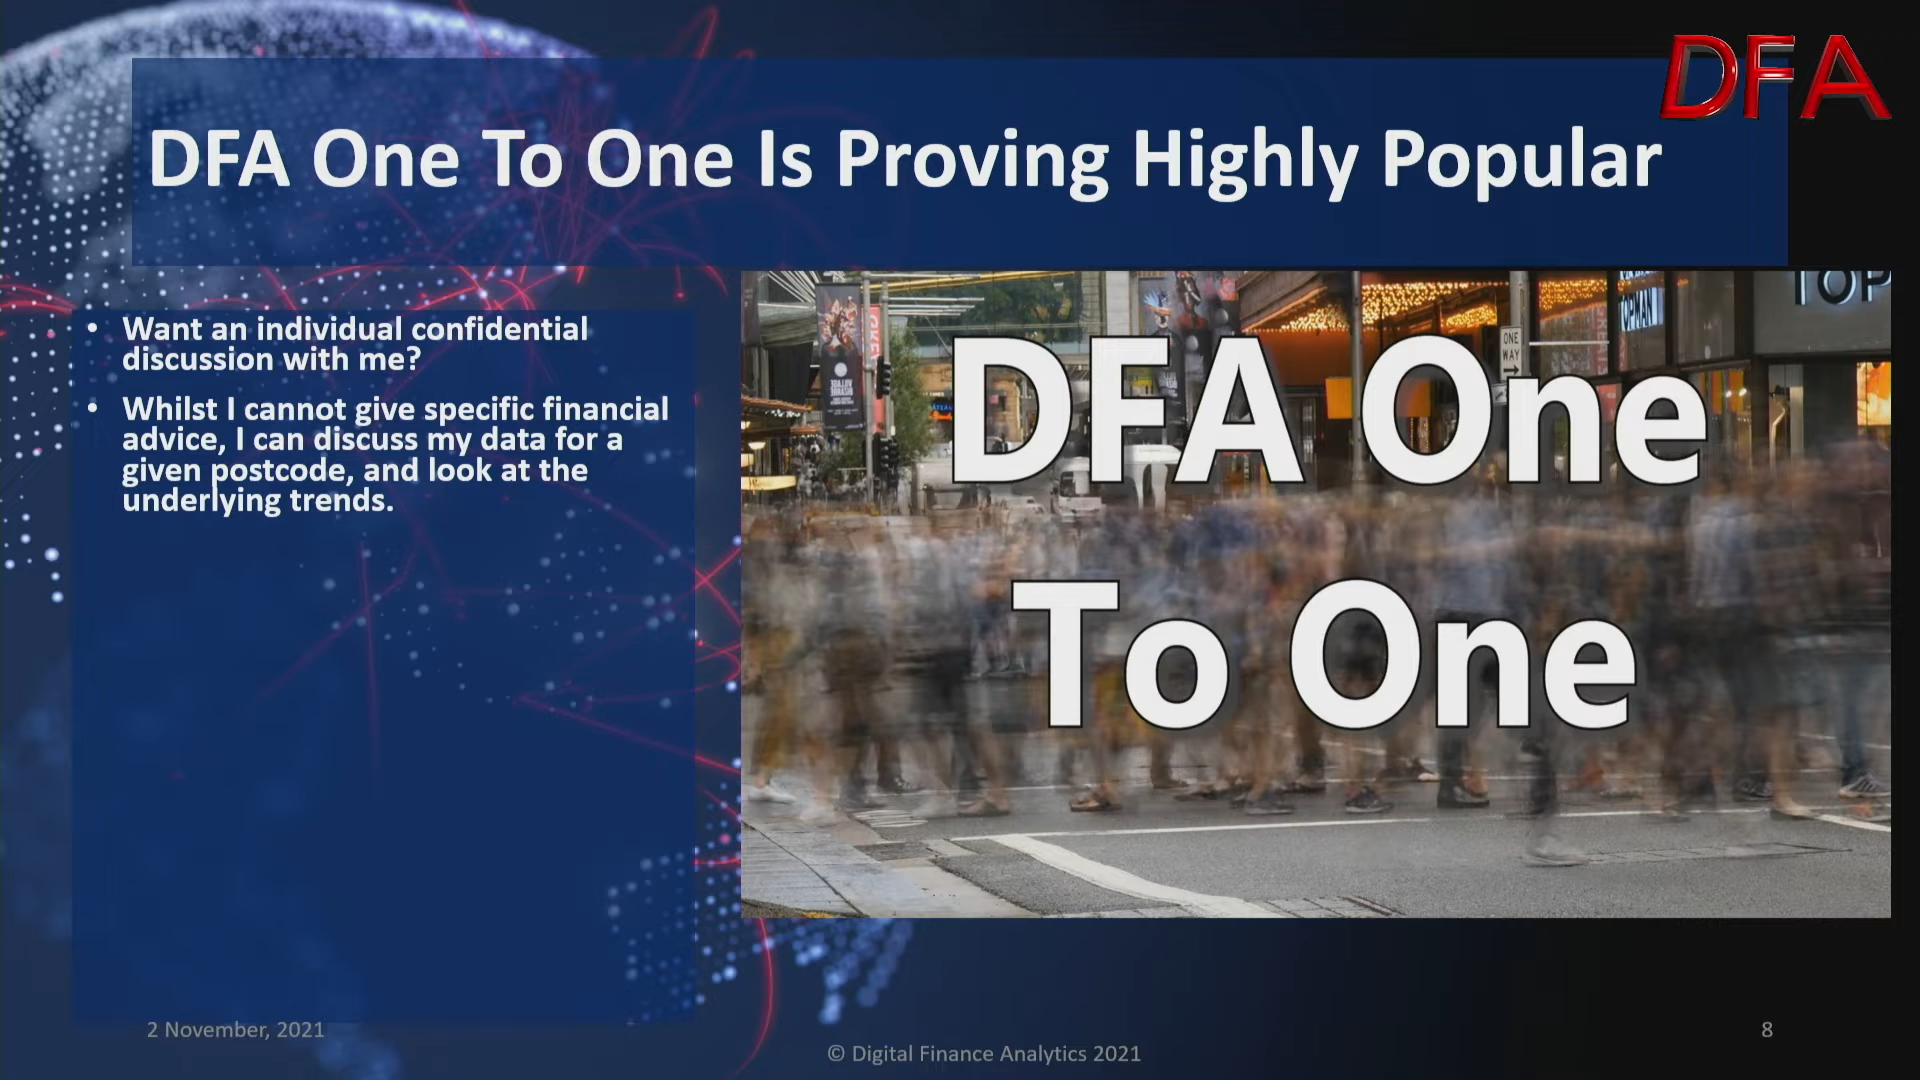 DFA
DFA One To One Is Proving Highly Popular
• Want an individual confidential
discussion with me?
• Whilst I cannot give specific financial
advice, I can discuss my data for a
given postcode, and look at the
underlying trends.
TOPMAN
TOP
ONE
WAY
DFA One
To One
2 November, 2021
© Digital Finance Analytics 2021
8